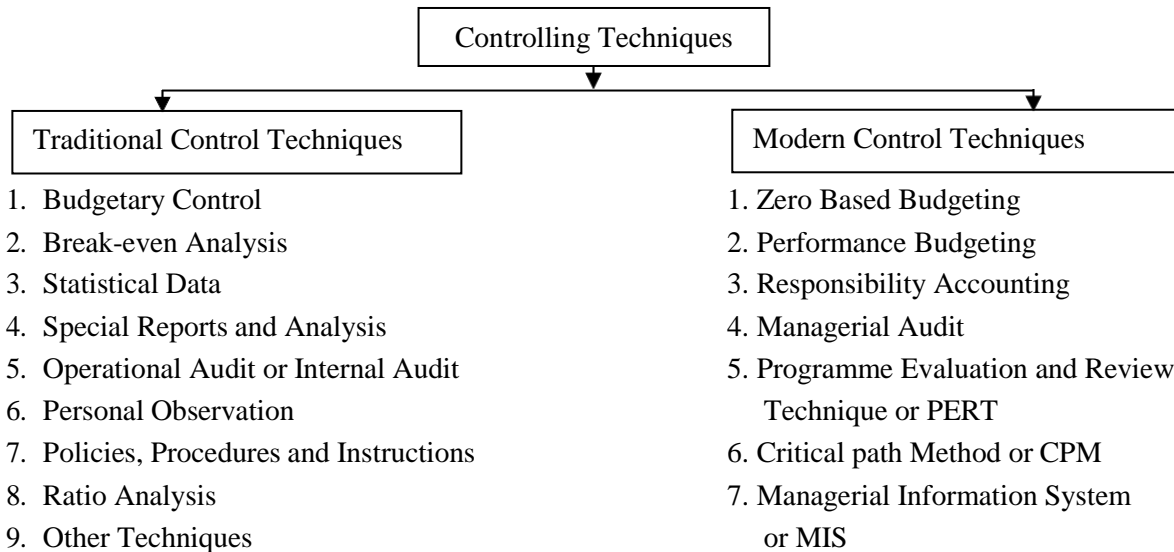 Controlling Techniques
Traditional Control Techniques
1. Budgetary Control
2. Break-even Analysis
3. Statistical Data
4. Special Reports and Analysis
5. Operational Audit or Internal Audit
6. Personal Observation
7. Policies, Procedures and Instructions
8. Ratio Analysis
9. Other Techniques
Modern Control Techniques
1. Zero Based Budgeting
2. Performance Budgeting
3. Responsibility Accounting
4. Managerial Audit
5. Programme Evaluation and Review
Technique or PERT
6. Critical path Method or CPM
7. Managerial Information System
or MIS